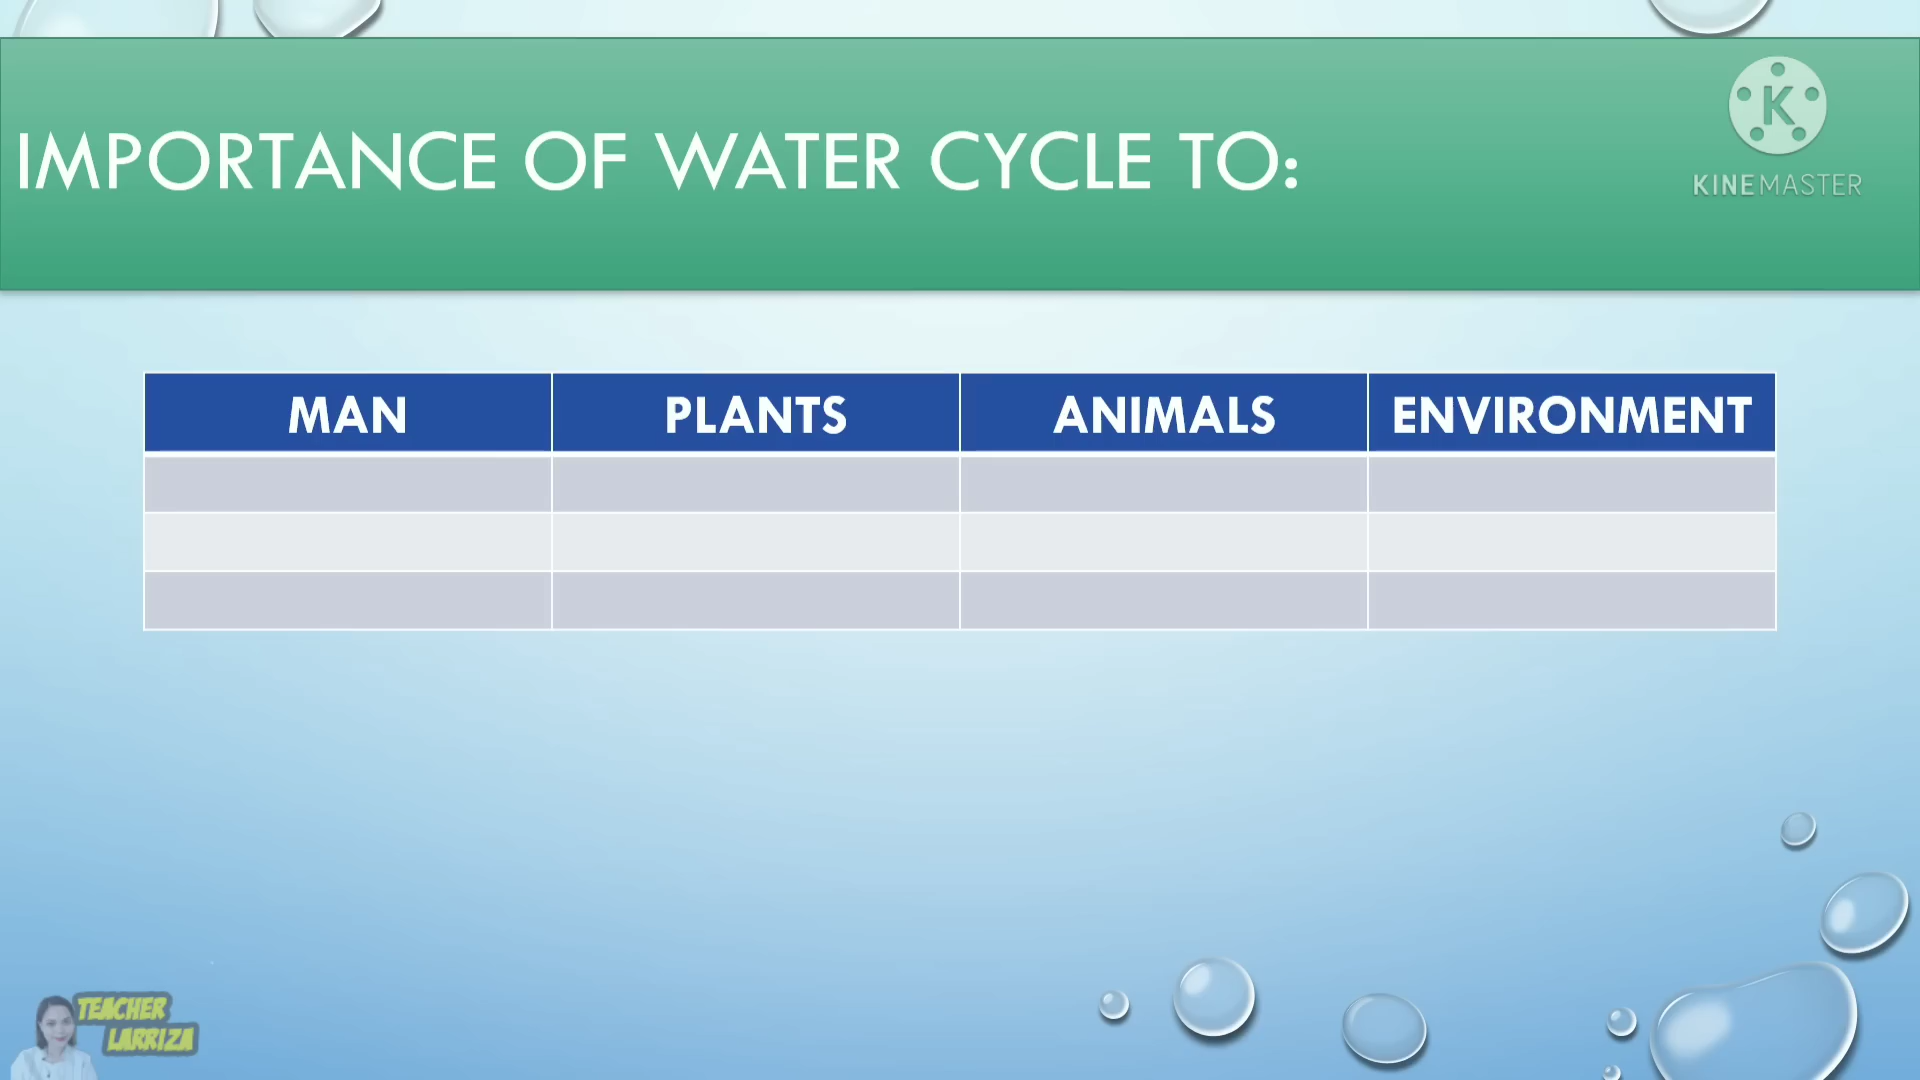 IMPORTANCE OF WATER CYCLE TO:
K
KINEMASTER
MAN PLANTS ANIMALS ENVIRONMENT
TEACHER
LARRIZA